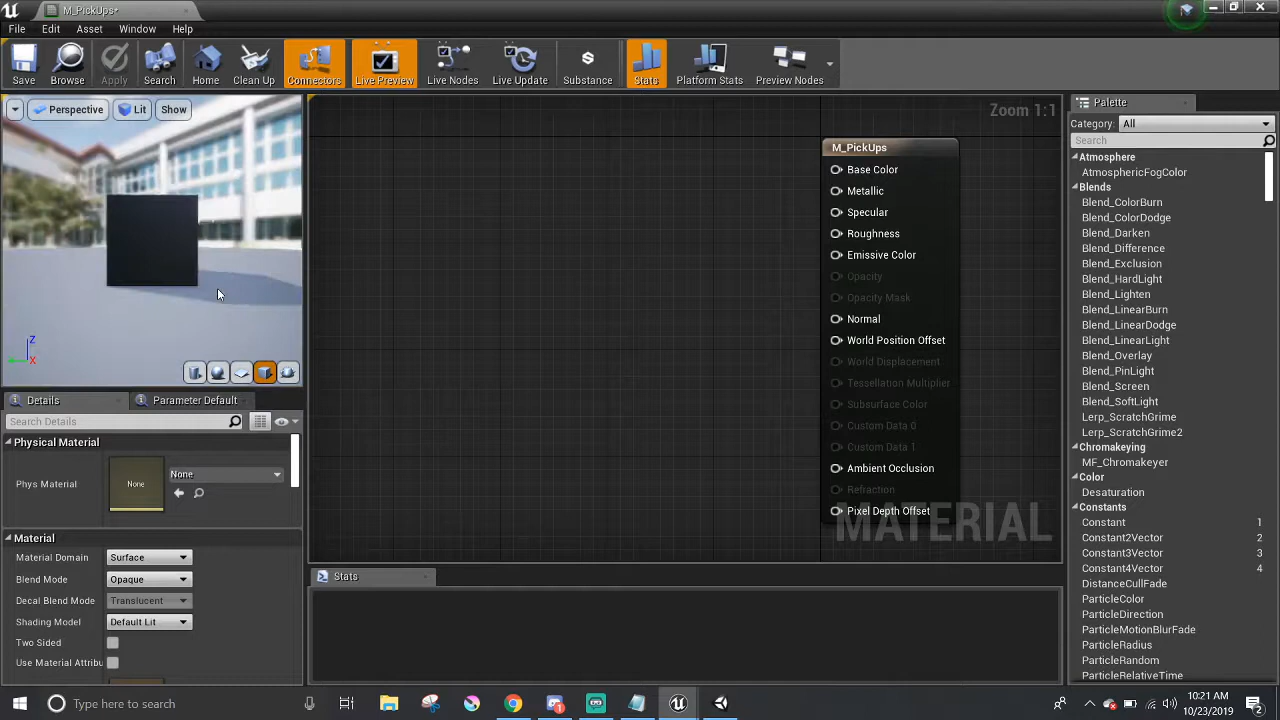 M_PickUps*
File Edit Asset Window Help
Save Browse Apply Search Home Clean Up Connectors Live Preview Live Nodes Live Update Substance Stats Platform Stats Preview Nodes
Perspective Lit Show
Z
X
Zoom 1:1
M_PickUps
Base Color
Metallic
Specular
Roughness
Emissive Color
Opacity
Opacity Mask
Normal
World Position Offset
World Displacement
Tessellation Multiplier
Subsurface Color
Custom Data 0
Custom Data 1
Ambient Occlusion
Refraction
Pixel Depth Offset
MATERIAL
Stats
Details Parameter Default
Search Details
Physical Material
Phys Material None None
Material
Material Domain Surface
Blend Mode Opaque
Decal Blend Mode Translucent
Shading Model Default Lit
Two Sided
Use Material Attribu
Palette
Category: All
Search
Atmosphere
AtmosphericFogColor
Blends
Blend_ColorBurn
Blend_ColorDodge
Blend_Darken
Blend_Difference
Blend_Exclusion
Blend_HardLight
Blend_Lighten
Blend_LinearBurn
Blend_LinearDodge
Blend_LinearLight
Blend_Overlay
Blend_PinLight
Blend_Screen
Blend_SoftLight
Lerp_ScratchGrime
Lerp_ScratchGrime2
Chromakeying
MF_Chromakeyer
Color
Desaturation
Constants
Constant 1
Constant2Vector 2
Constant3Vector 3
Constant4Vector 4
DistanceCullFade
ParticleColor
ParticleDirection
ParticleMotionBlurFade
ParticleRadius
ParticleRandom
ParticleRelativeTime
Type here to search
10:21 AM
10/23/2019
2